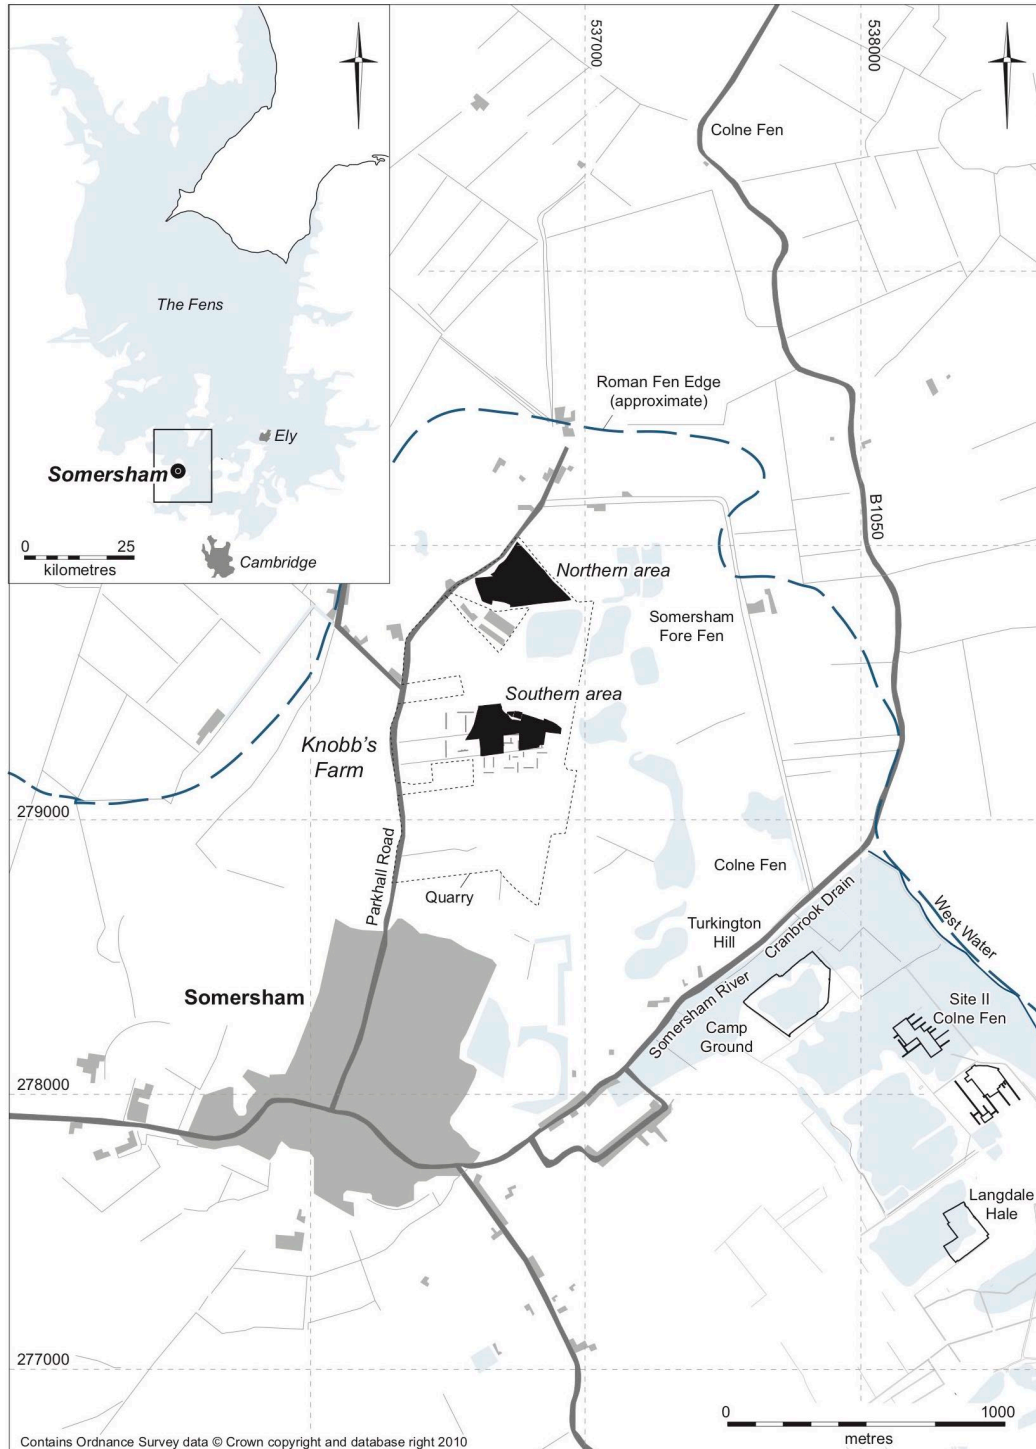 537000
538000
Colne Fen
The Fens
Roman Fen Edge
(approximate)
Ely
Somersham
B1050
0 25
kilometres
Cambridge
Northern area
Somersham
Fore Fen
Southern area
Knobb's
Farm
279000
Parkhall Road
Colne Fen
Quarry
Cranbrook Drain
West Water
Turkington
Hill
Somersham
Somersham River
Site II
Colne Fen
Camp
Ground
278000
Langdale
Hale
277000
0 1000
metres
Contains Ordnance Survey data © Crown copyright and database right 2010